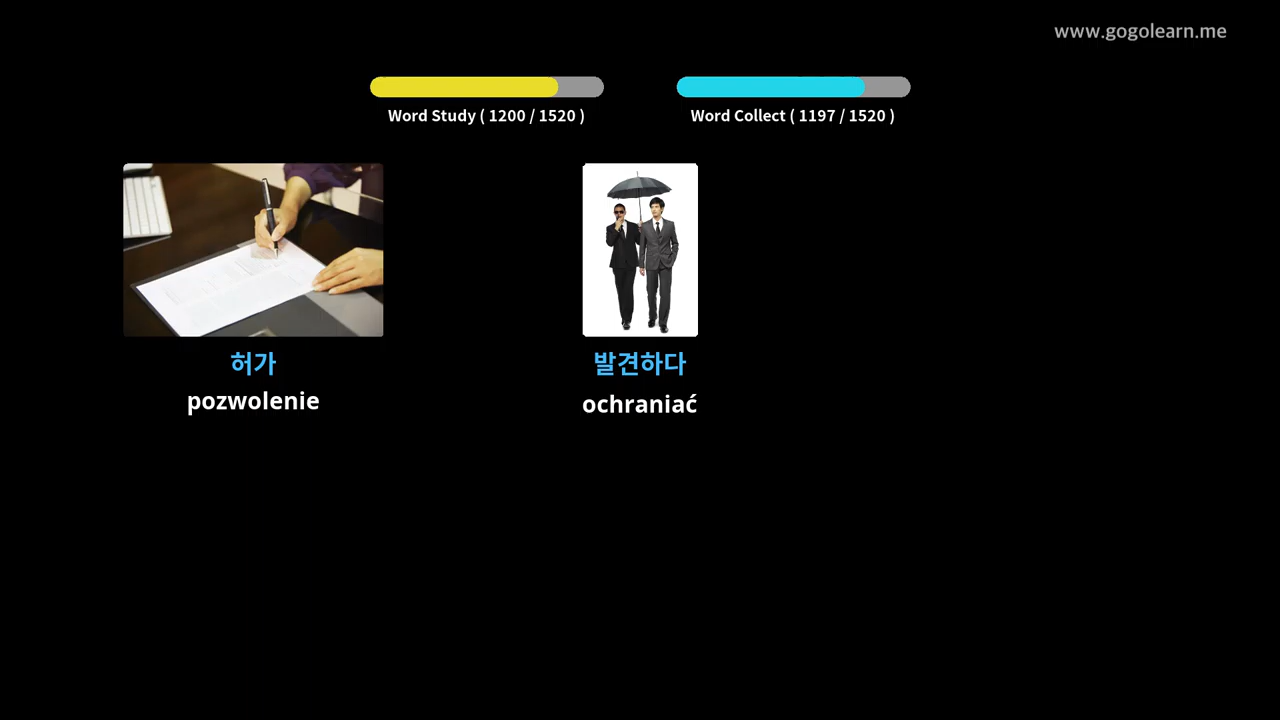 www.gogolearn.me
Word Study ( 1200 / 1520 )
Word Collect ( 1197 / 1520 )
허가
pozwolenie
발견하다
ochraniać